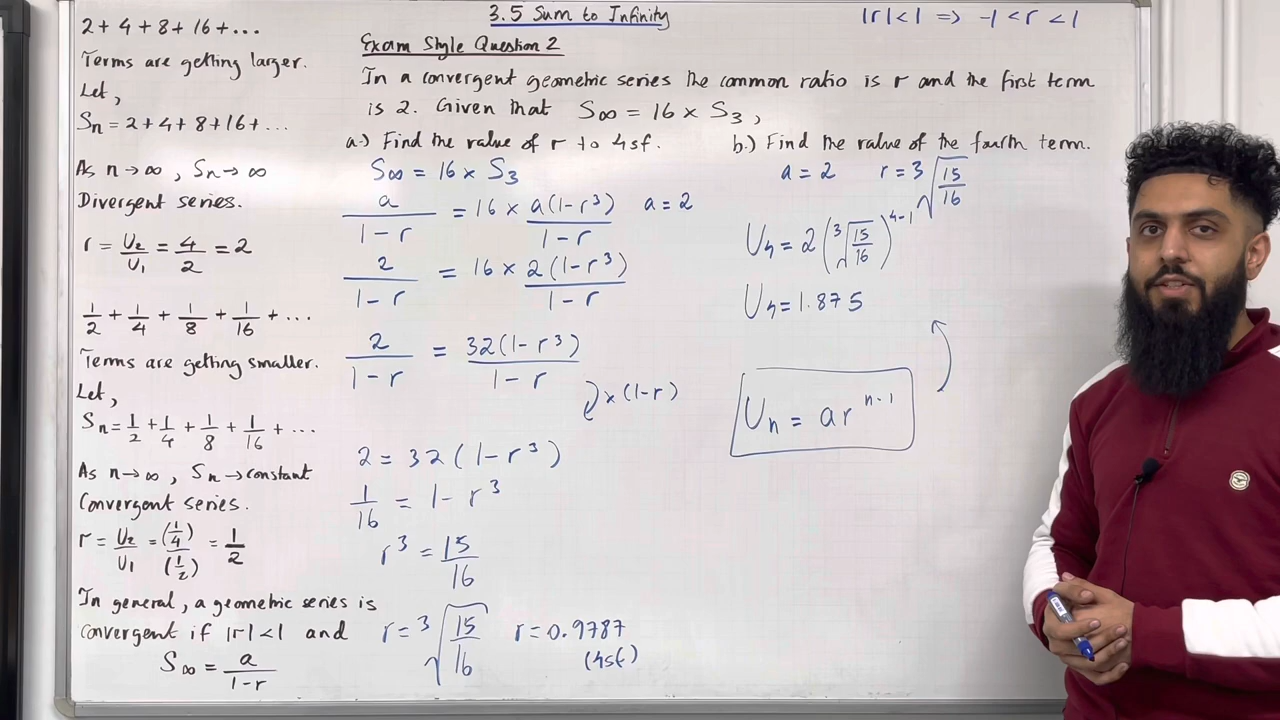 3.5 Sum to Infinity
|r|<1 => -1<r<1
2+4+8+16+...
Terms are getting larger.
Let,
Sn=2+4+8+16+...
As n→∞, Sn→∞
Divergent series.
r = U₂/U₁ = 4/2 = 2
1/2 + 1/4 + 1/8 + 1/16 + ...
Terms are getting smaller.
Let,
Sn=1/2+1/4+1/8+1/16+...
As n→∞, Sn→constant
Convergent series.
r = U₂/U₁ = (1/4)/(1/2) = 1/2
In general, a geometric series is
convergent if |r|<1 and
S∞ = a/(1-r)
Exam Style Question 2
In a convergent geometric series the common ratio is r and the first term
is 2. Given that S∞ = 16 × S₃,
a.) Find the value of r to 4sf.
S∞ = 16 × S₃
a/(1-r) = 16 × a(1-r³)/(1-r) a=2
2/(1-r) = 16 × 2(1-r³)/(1-r)
2/(1-r) = 32(1-r³)/(1-r)
×(1-r)
2 = 32(1-r³)
1/16 = 1-r³
r³ = 15/16
r = ³√(15/16) r = 0.9787
(4sf)
b.) Find the value of the fourth term.
a=2 r = ³√(15/16)
U₄ = 2(³√(15/16))⁴⁻¹
U₄ = 1.875
Un = arⁿ⁻¹